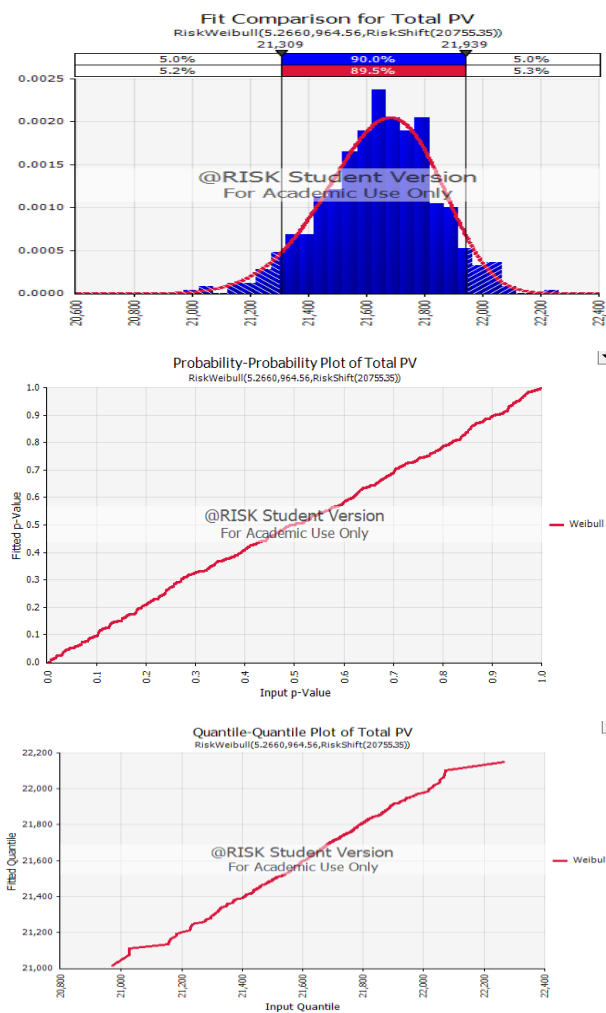 Fit Comparison for Total PV
RiskWeibull(5.2660,964.56,RiskShift(20755.35))
21,309 21,939
5.0% 90.0% 5.0%
5.2% 89.5% 5.3%
0.0025
0.0020
0.0015
0.0010
0.0005
0.0000
@RISK Student Version
For Academic Use Only
20,600 20,800 21,000 21,200 21,400 21,600 21,800 22,000 22,200 22,400
Probability-Probability Plot of Total PV
RiskWeibull(5.2660,964.56,RiskShift(20755.35))
1.0
0.9
0.8
0.7
0.6
0.5
0.4
0.3
0.2
0.1
0.0
Fitted p-Value
@RISK Student Version
For Academic Use Only
Weibull
0.0 0.1 0.2 0.3 0.4 0.5 0.6 0.7 0.8 0.9 1.0
Input p-Value
Quantile-Quantile Plot of Total PV
RiskWeibull(5.2660,964.56,RiskShift(20755.35))
22,200
22,000
21,800
21,600
21,400
21,200
21,000
Fitted Quantile
@RISK Student Version
For Academic Use Only
Weibull
20,800 21,000 21,200 21,400 21,600 21,800 22,000 22,200 22,400
Input Quantile